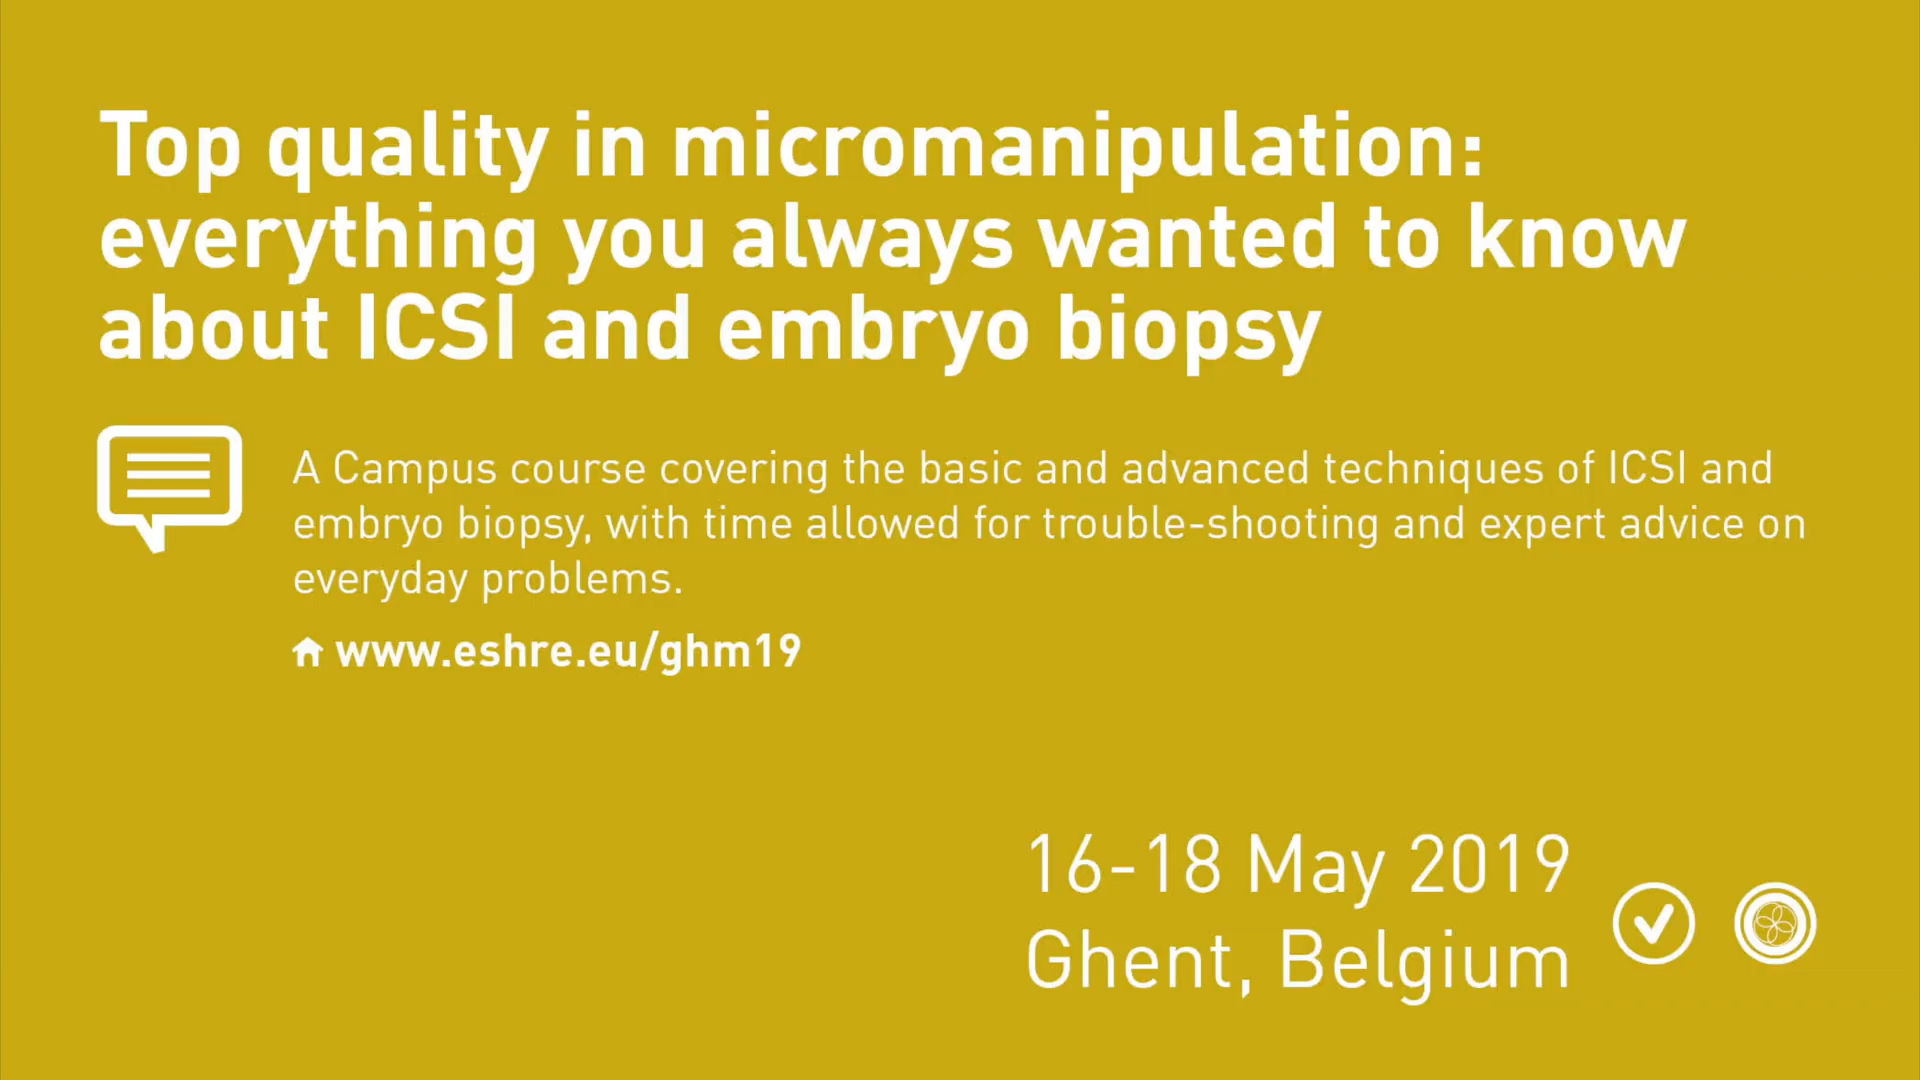 Top quality in micromanipulation:
everything you always wanted to know
about ICSI and embryo biopsy
A Campus course covering the basic and advanced techniques of ICSI and
embryo biopsy, with time allowed for trouble-shooting and expert advice on
everyday problems.
www.eshre.eu/ghm19
16-18 May 2019
Ghent, Belgium